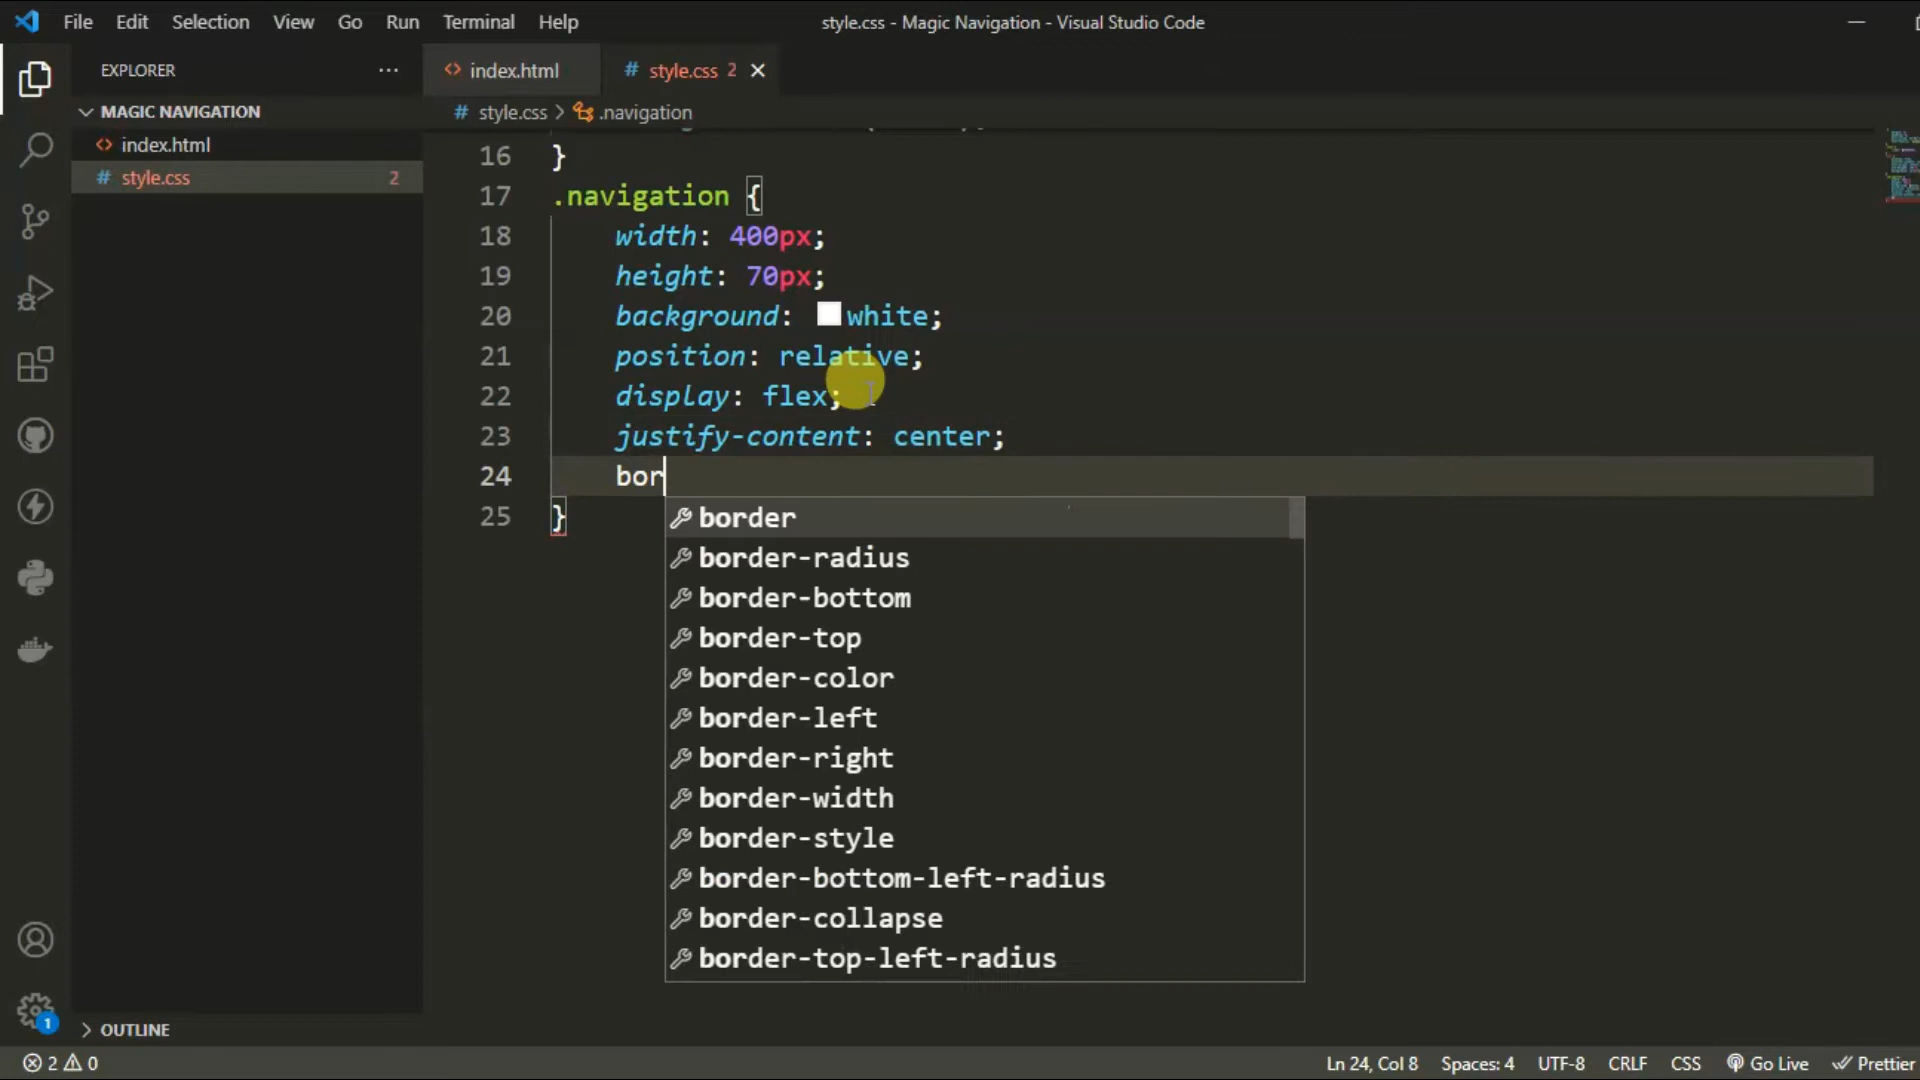 File Edit Selection View Go Run Terminal Help
style.css - Magic Navigation - Visual Studio Code
EXPLORER
MAGIC NAVIGATION
index.html
style.css 2
index.html
style.css 2
style.css > .navigation
16 }
17 .navigation {
18 width: 400px;
19 height: 70px;
20 background: white;
21 position: relative;
22 display: flex;
23 justify-content: center;
24 bor
25 }
border
border-radius
border-bottom
border-top
border-color
border-left
border-right
border-width
border-style
border-bottom-left-radius
border-collapse
border-top-left-radius
1
OUTLINE
2 0
Ln 24, Col 8 Spaces: 4 UTF-8 CRLF CSS Go Live Prettier